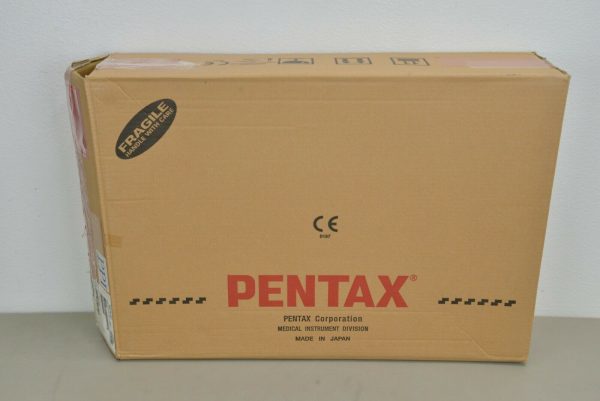 FRAGILE
HANDLE WITH CARE
CE
PENTAX®
PENTAX Corporation
MEDICAL INSTRUMENT DIVISION
MADE IN JAPAN